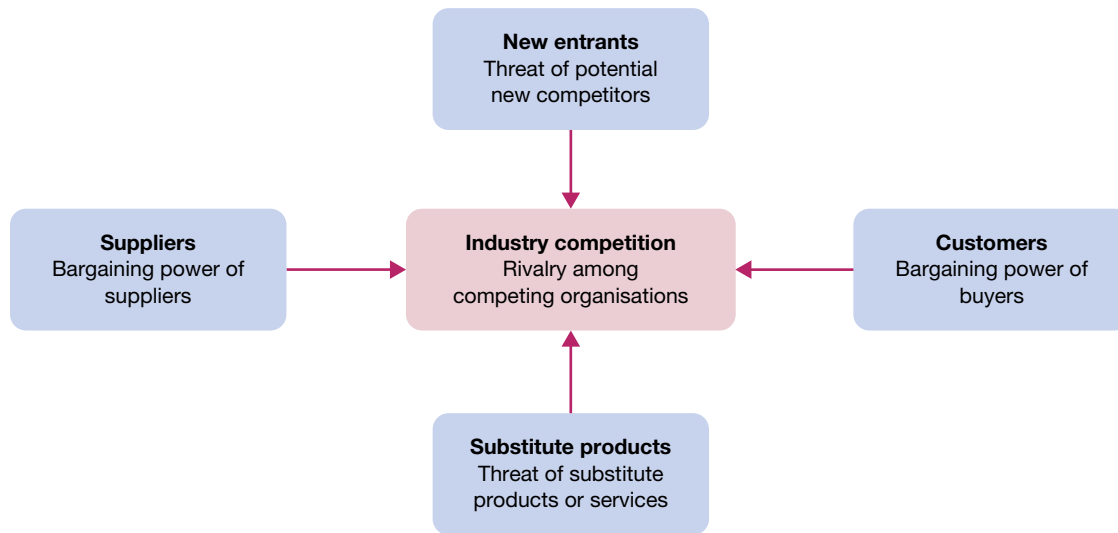 New entrants
Threat of potential
new competitors
Suppliers
Bargaining power of
suppliers
Industry competition
Rivalry among
competing organisations
Customers
Bargaining power of
buyers
Substitute products
Threat of substitute
products or services